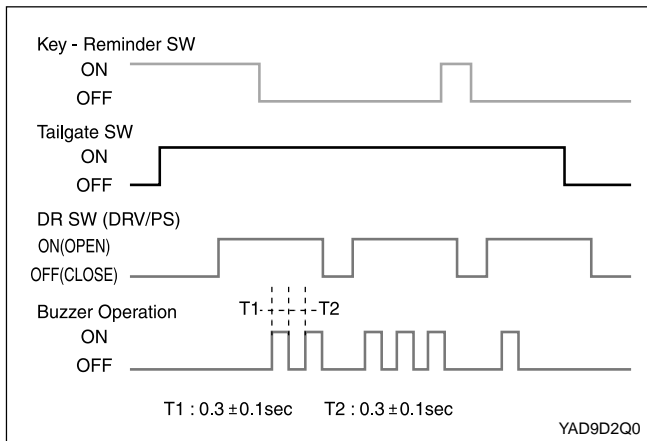 Key - Reminder SW
ON
OFF
Tailgate SW
ON
OFF
DR SW (DRV/PS)
ON(OPEN)
OFF(CLOSE)
T1 T2
Buzzer Operation
ON
OFF
T1 : 0.3 ±0.1sec T2 : 0.3 ±0.1sec
YAD9D2Q0